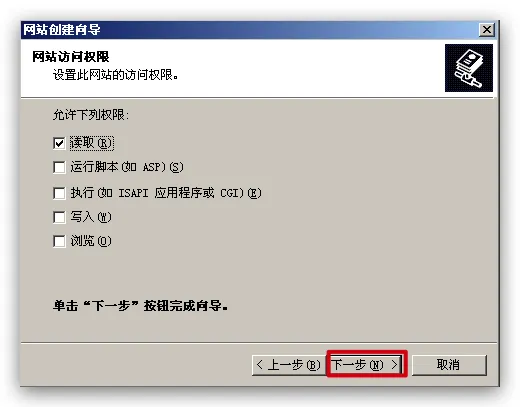 网站创建向导
网站访问权限
设置此网站的访问权限。
允许下列权限:
读取(R)
运行脚本(如 ASP)(S)
执行(如 ISAPI 应用程序或 CGI)(E)
写入(W)
浏览(O)
单击“下一步”按钮完成向导。
< 上一步(B) 下一步(N) > 取消